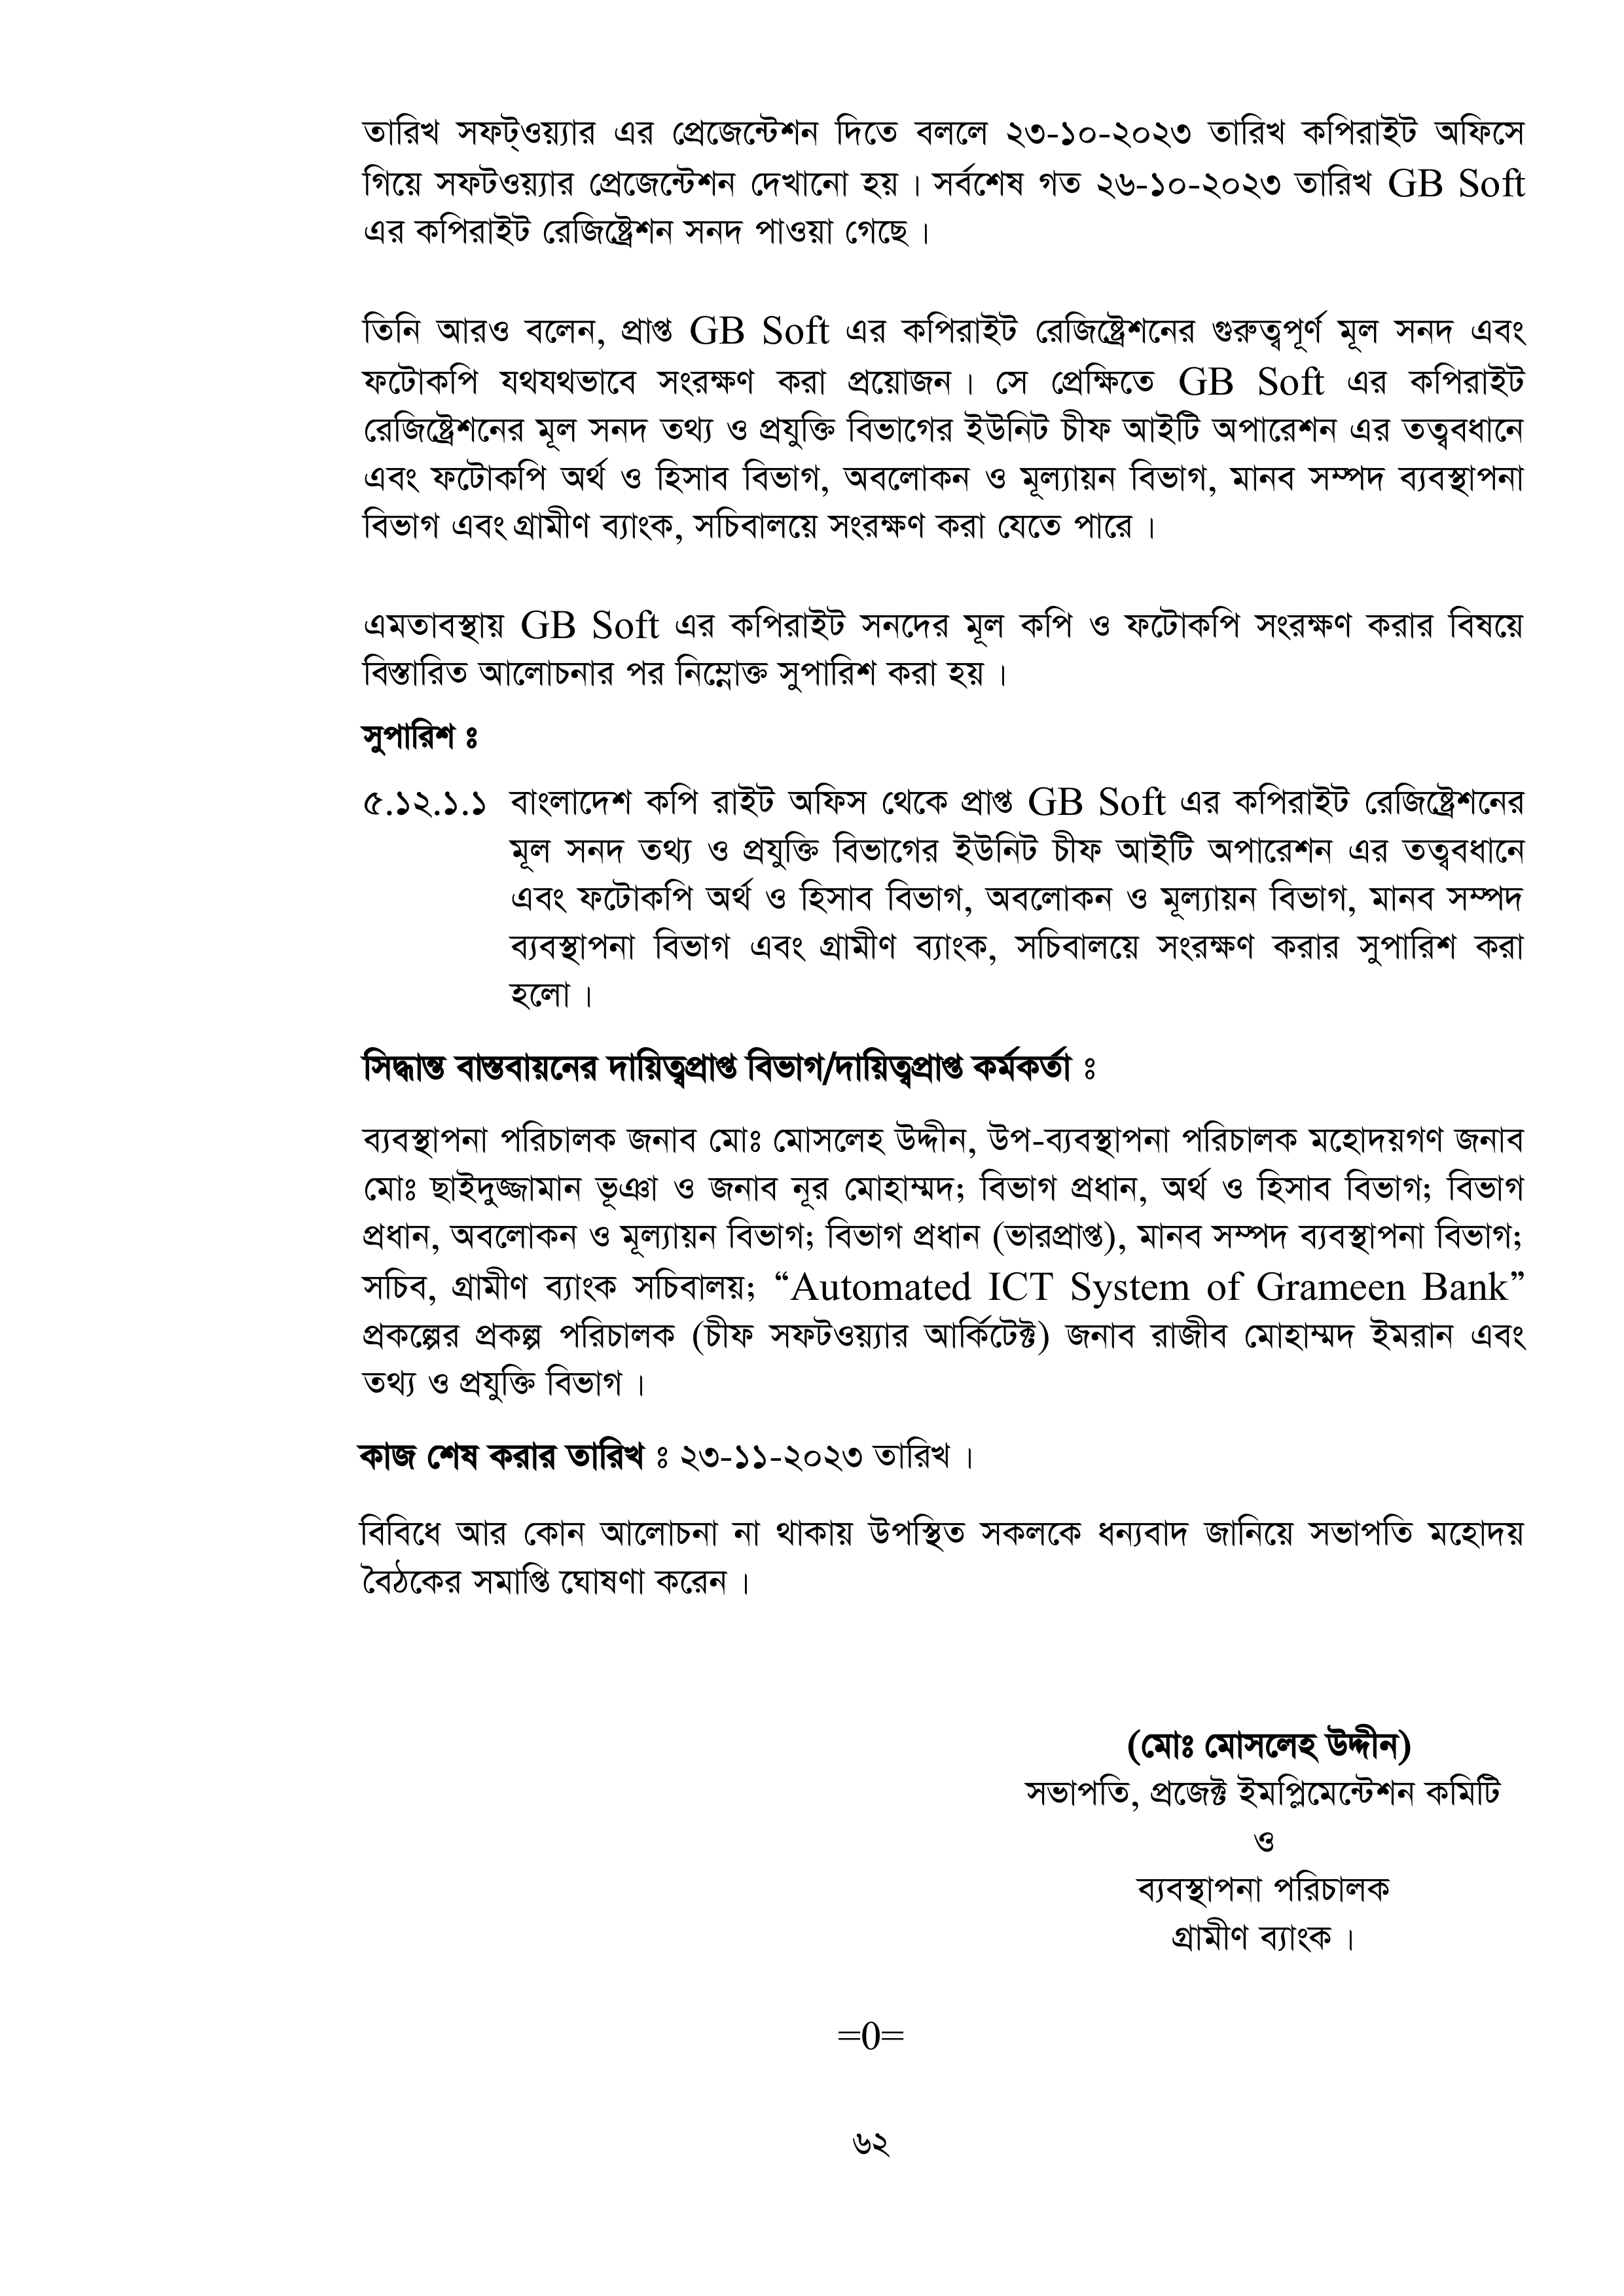 তারিখ সফট্ওয়্যার এর প্রেজেন্টেশন দিতে বললে ২৩-১০-২০২৩ তারিখ কপিরাইট অফিসে
গিয়ে সফটওয়্যার প্রেজেন্টেশন দেখানো হয়। সর্বশেষ গত ২৬-১০-২০২৩ তারিখ GB Soft
এর কপিরাইট রেজিষ্ট্রেশন সনদ পাওয়া গেছে।
তিনি আরও বলেন, প্রাপ্ত GB Soft এর কপিরাইট রেজিষ্ট্রেশনের গুরুত্বপূর্ণ মূল সনদ এবং
ফটোকপি যথযথভাবে সংরক্ষণ করা প্রয়োজন। সে প্রেক্ষিতে GB Soft এর কপিরাইট
রেজিষ্ট্রেশনের মূল সনদ তথ্য ও প্রযুক্তি বিভাগের ইউনিট চীফ আইটি অপারেশন এর তত্ত্ববধানে
এবং ফটোকপি অর্থ ও হিসাব বিভাগ, অবলোকন ও মূল্যায়ন বিভাগ, মানব সম্পদ ব্যবস্থাপনা
বিভাগ এবং গ্রামীণ ব্যাংক, সচিবালয়ে সংরক্ষণ করা যেতে পারে।
এমতাবস্থায় GB Soft এর কপিরাইট সনদের মূল কপি ও ফটোকপি সংরক্ষণ করার বিষয়ে
বিস্তারিত আলোচনার পর নিম্নোক্ত সুপারিশ করা হয়।
সুপারিশ ঃ
৫.১২.১.১ বাংলাদেশ কপি রাইট অফিস থেকে প্রাপ্ত GB Soft এর কপিরাইট রেজিষ্ট্রেশনের
মূল সনদ তথ্য ও প্রযুক্তি বিভাগের ইউনিট চীফ আইটি অপারেশন এর তত্ত্ববধানে
এবং ফটোকপি অর্থ ও হিসাব বিভাগ, অবলোকন ও মূল্যায়ন বিভাগ, মানব সম্পদ
ব্যবস্থাপনা বিভাগ এবং গ্রামীণ ব্যাংক, সচিবালয়ে সংরক্ষণ করার সুপারিশ করা
হলো।
সিদ্ধান্ত বাস্তবায়নের দায়িত্বপ্রাপ্ত বিভাগ/দায়িত্বপ্রাপ্ত কর্মকর্তা ঃ
ব্যবস্থাপনা পরিচালক জনাব মোঃ মোসলেহ উদ্দীন, উপ-ব্যবস্থাপনা পরিচালক মহোদয়গণ জনাব
মোঃ ছাইদুজ্জামান ভূঞা ও জনাব নূর মোহাম্মদ; বিভাগ প্রধান, অর্থ ও হিসাব বিভাগ; বিভাগ
প্রধান, অবলোকন ও মূল্যায়ন বিভাগ; বিভাগ প্রধান (ভারপ্রাপ্ত), মানব সম্পদ ব্যবস্থাপনা বিভাগ;
সচিব, গ্রামীণ ব্যাংক সচিবালয়; “Automated ICT System of Grameen Bank”
প্রকল্পের প্রকল্প পরিচালক (চীফ সফটওয়্যার আর্কিটেক্ট) জনাব রাজীব মোহাম্মদ ইমরান এবং
তথ্য ও প্রযুক্তি বিভাগ।
কাজ শেষ করার তারিখ ঃ ২৩-১১-২০২৩ তারিখ।
বিবিধে আর কোন আলোচনা না থাকায় উপস্থিত সকলকে ধন্যবাদ জানিয়ে সভাপতি মহোদয়
বৈঠকের সমাপ্তি ঘোষণা করেন।
(মোঃ মোসলেহ উদ্দীন)
সভাপতি, প্রজেক্ট ইমপ্লিমেন্টেশন কমিটি
ও
ব্যবস্থাপনা পরিচালক
গ্রামীণ ব্যাংক।
=0=
৬২